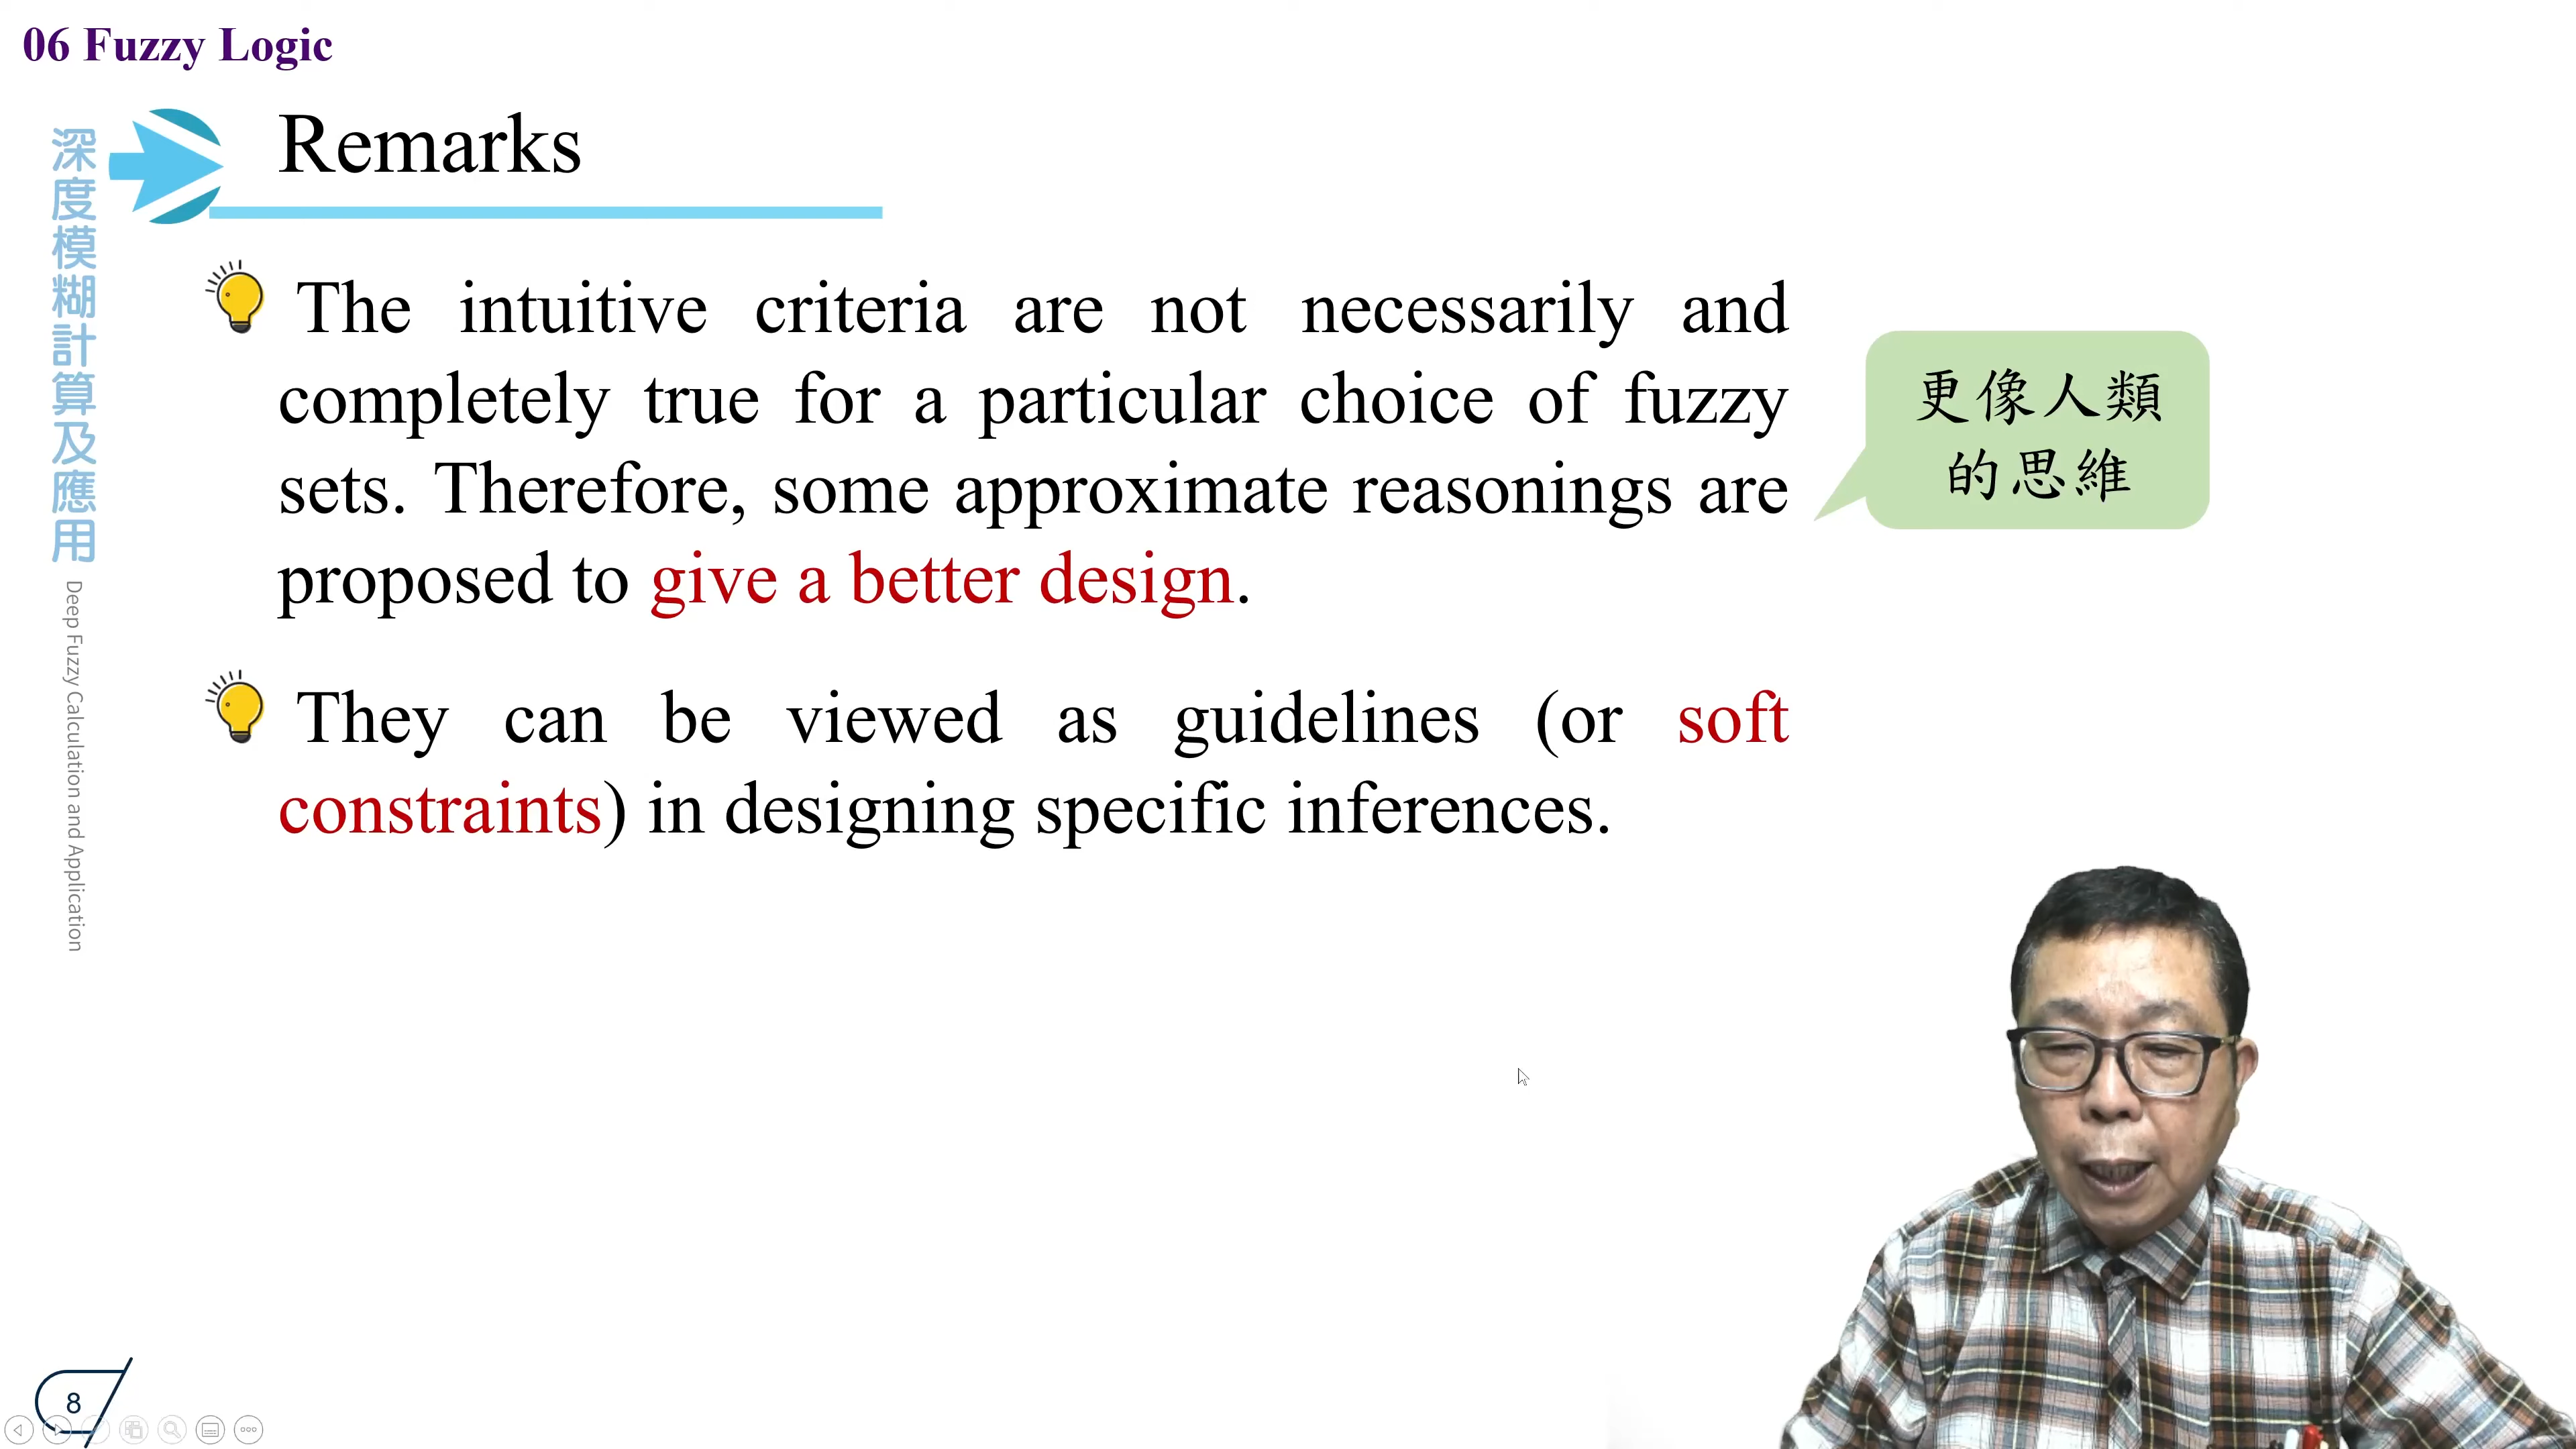 06 Fuzzy Logic
深度模糊計算及應用
Deep Fuzzy Calculation and Application
Remarks
The intuitive criteria are not necessarily and
completely true for a particular choice of fuzzy
sets. Therefore, some approximate reasonings are
proposed to give a better design.
更像人類
的思維
They can be viewed as guidelines (or soft
constraints) in designing specific inferences.
8